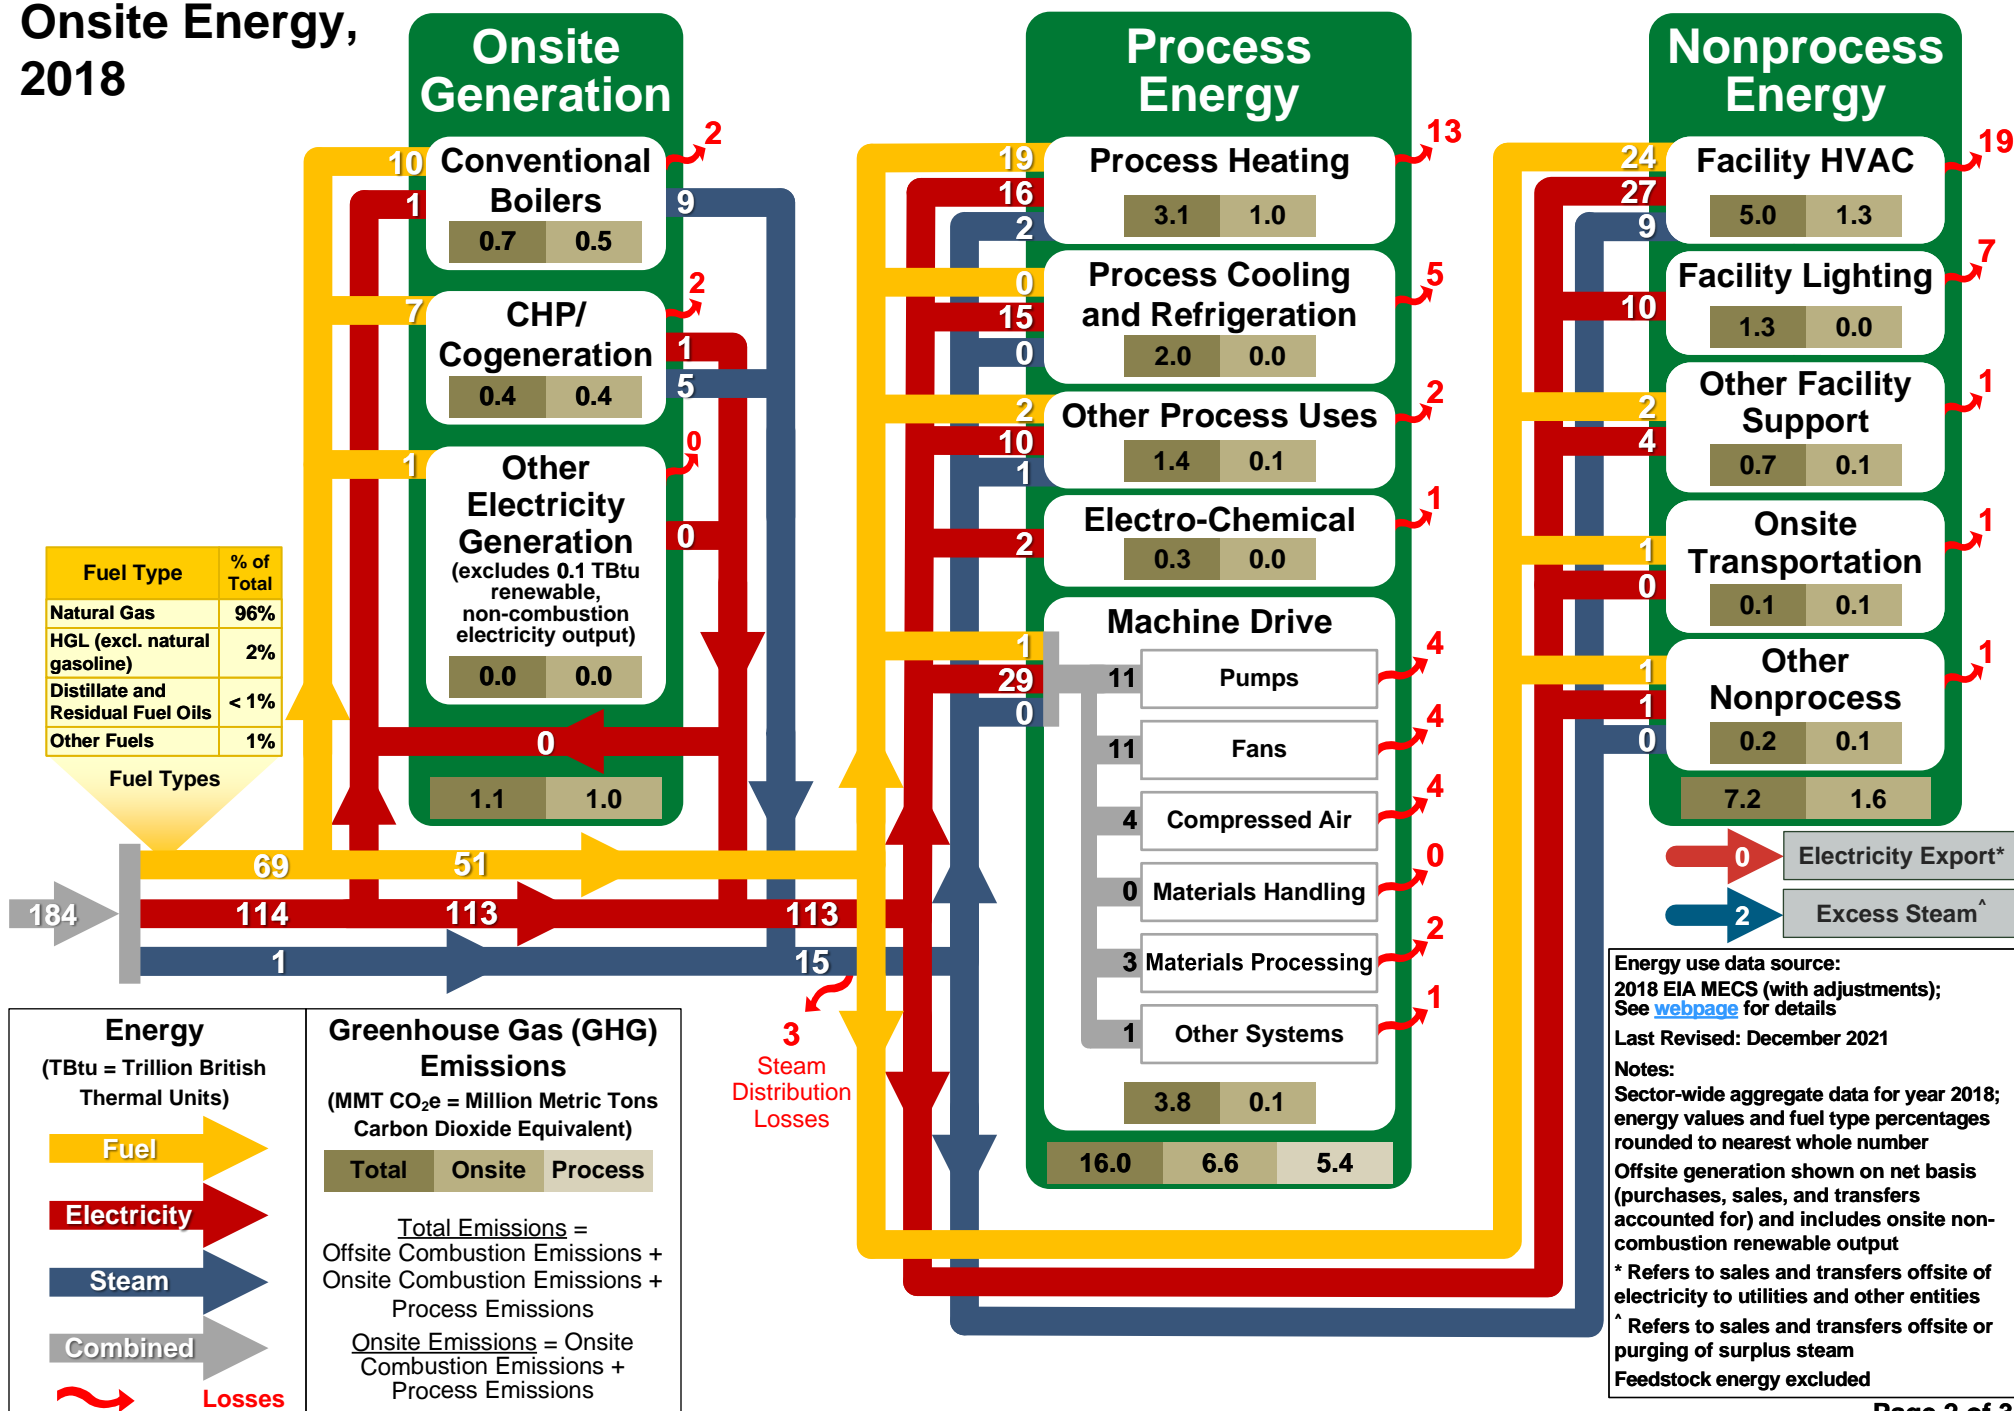 Onsite Energy,
2018
Onsite
Generation
2
10
Conventional
Boilers
1
9
0.7 0.5
2
7
CHP/
Cogeneration
1
5
0.4 0.4
0
1
Other
Electricity
Generation
0
(excludes 0.1 TBtu
renewable,
non-combustion
electricity output)
0.0 0.0
0
1.1 1.0
Fuel Type % of
Total
Natural Gas 96%
HGL (excl. natural
gasoline) 2%
Distillate and
Residual Fuel Oils < 1%
Other Fuels 1%
Fuel Types
184
69 51
114 113 113
1 15
3
Steam
Distribution
Losses
Process
Energy
13
19
16
2
Process Heating
3.1 1.0
5
0
15
0
Process Cooling
and Refrigeration
2.0 0.0
2
2
10
1
Other Process Uses
1.4 0.1
1
2
Electro-Chemical
0.3 0.0
Machine Drive
1
29
0
11 Pumps 4
11 Fans 4
4 Compressed Air 4
0 Materials Handling 0
3 Materials Processing 2
1 Other Systems 1
3.8 0.1
16.0 6.6 5.4
Nonprocess
Energy
19
24
27
9
Facility HVAC
5.0 1.3
7
10
Facility Lighting
1.3 0.0
1
2
4
Other Facility
Support
0.7 0.1
1
1
0
Onsite
Transportation
0.1 0.1
1
1
1
0
Other
Nonprocess
0.2 0.1
7.2 1.6
0 Electricity Export*
2 Excess Steam^
Energy
(TBtu = Trillion British
Thermal Units)
Fuel
Electricity
Steam
Combined
Losses
Greenhouse Gas (GHG)
Emissions
(MMT CO₂e = Million Metric Tons
Carbon Dioxide Equivalent)
Total Onsite Process
Total Emissions =
Offsite Combustion Emissions +
Onsite Combustion Emissions +
Process Emissions
Onsite Emissions = Onsite
Combustion Emissions +
Process Emissions
Energy use data source:
2018 EIA MECS (with adjustments);
See webpage for details
Last Revised: December 2021
Notes:
Sector-wide aggregate data for year 2018;
energy values and fuel type percentages
rounded to nearest whole number
Offsite generation shown on net basis
(purchases, sales, and transfers
accounted for) and includes onsite non-
combustion renewable output
* Refers to sales and transfers offsite of
electricity to utilities and other entities
^ Refers to sales and transfers offsite or
purging of surplus steam
Feedstock energy excluded
Page 2 of 3